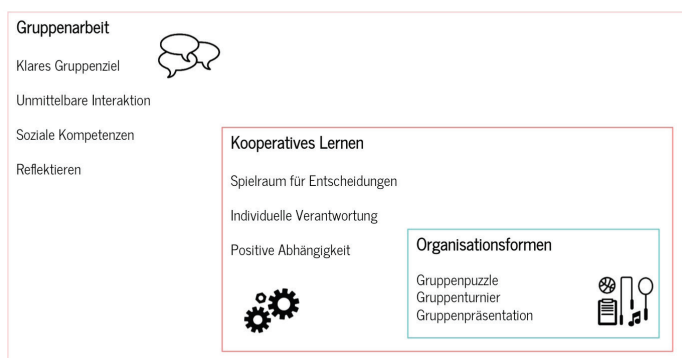 Gruppenarbeit
Klares Gruppenziel
Unmittelbare Interaktion
Soziale Kompetenzen
Reflektieren
Kooperatives Lernen
Spielraum für Entscheidungen
Individuelle Verantwortung
Positive Abhängigkeit
Organisationsformen
Gruppenpuzzle
Gruppenturnier
Gruppenpräsentation